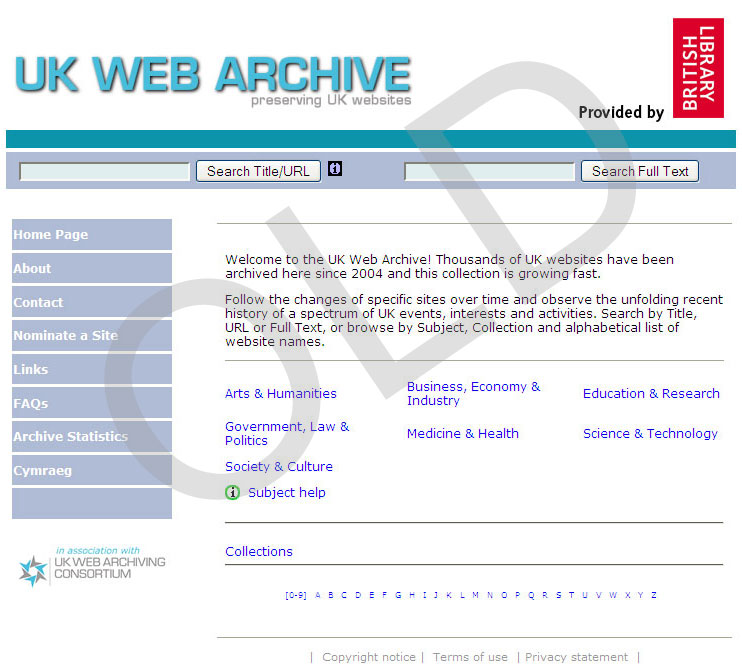 UK WEB ARCHIVE
preserving UK websites
Provided by
BRITISH
LIBRARY
Search Title/URL
i
Search Full Text
OLD
Home Page
About
Contact
Nominate a Site
Links
FAQs
Archive Statistics
Cymraeg
in association with
UK WEB ARCHIVING
CONSORTIUM
Welcome to the UK Web Archive! Thousands of UK websites have been
archived here since 2004 and this collection is growing fast.
Follow the changes of specific sites over time and observe the unfolding recent
history of a spectrum of UK events, interests and activities. Search by Title,
URL or Full Text, or browse by Subject, Collection and alphabetical list of
website names.
Arts & Humanities
Business, Economy &
Industry
Education & Research
Government, Law &
Politics
Medicine & Health
Science & Technology
Society & Culture
i Subject help
Collections
[0-9] A B C D E F G H I J K L M N O P Q R S T U V W X Y Z
| Copyright notice | Terms of use | Privacy statement |